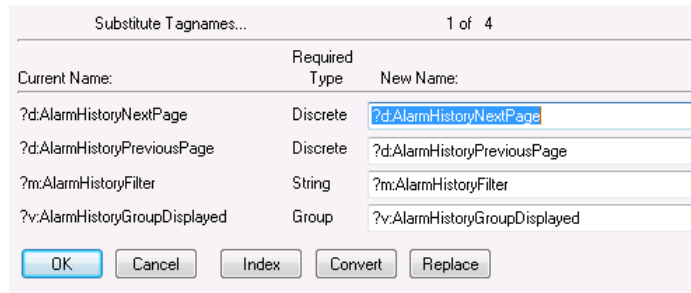 Substitute Tagnames... 1 of 4
Required
Current Name: Type New Name:
?d:AlarmHistoryNextPage Discrete ?d:AlarmHistoryNextPage
?d:AlarmHistoryPreviousPage Discrete ?d:AlarmHistoryPreviousPage
?m:AlarmHistoryFilter String ?m:AlarmHistoryFilter
?v:AlarmHistoryGroupDisplayed Group ?v:AlarmHistoryGroupDisplayed
OK Cancel Index Convert Replace